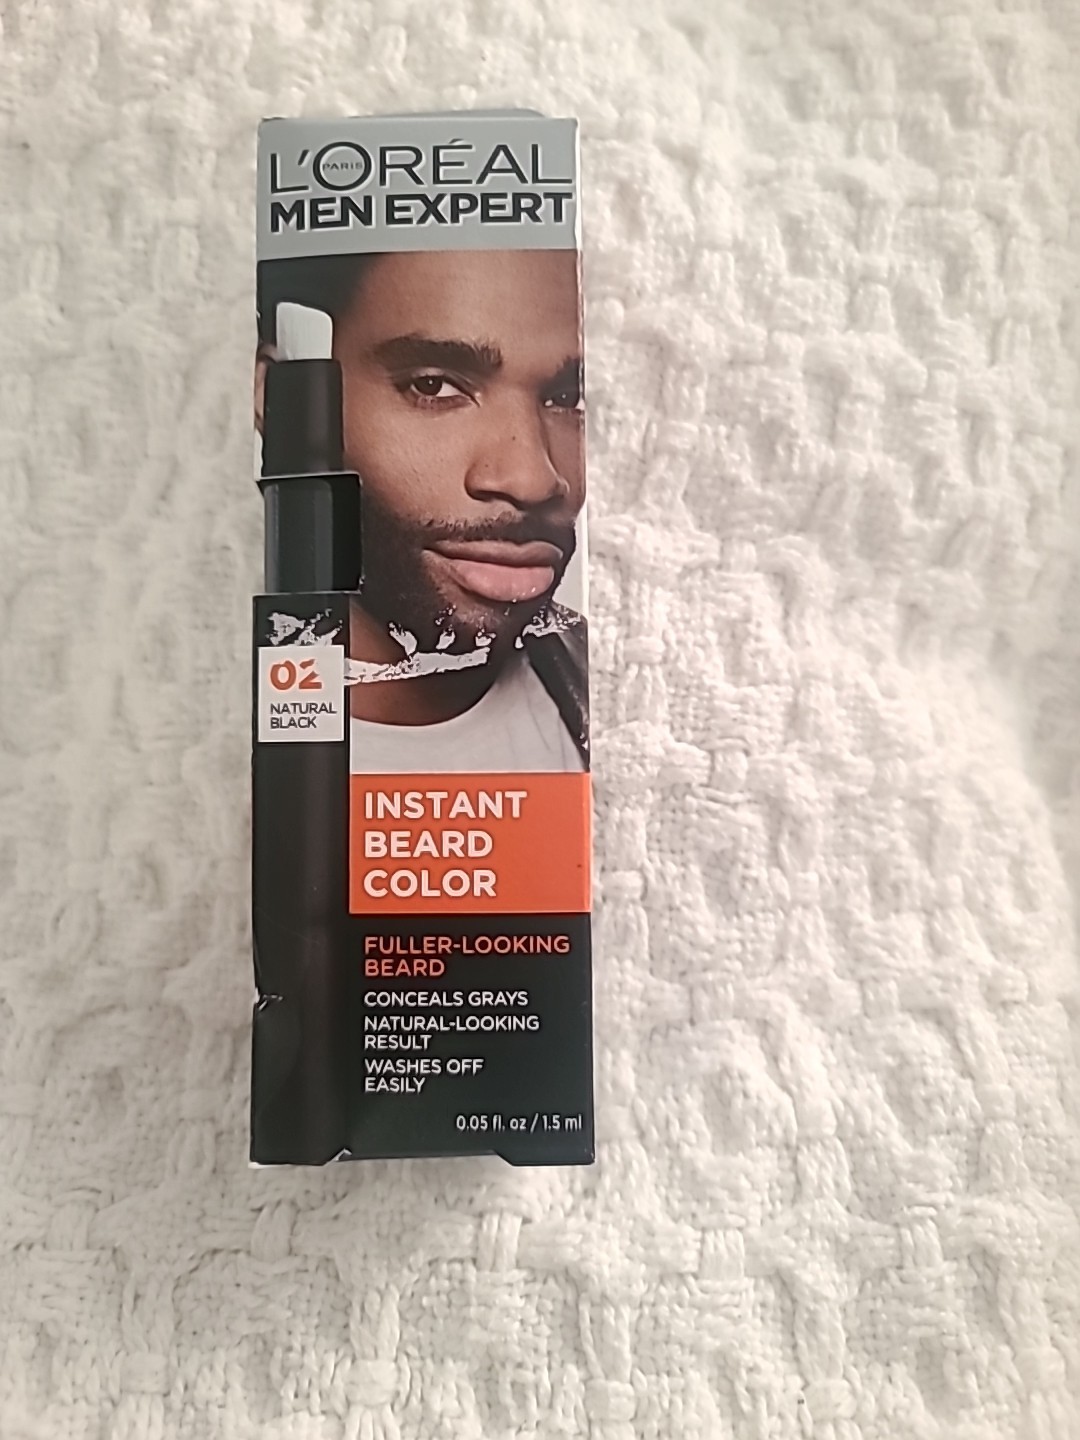 L'ORÉAL
PARIS
MEN EXPERT
02
NATURAL
BLACK
INSTANT
BEARD
COLOR
FULLER-LOOKING
BEARD
CONCEALS GRAYS
NATURAL-LOOKING
RESULT
WASHES OFF
EASILY
0.05 fl. oz / 1.5 ml